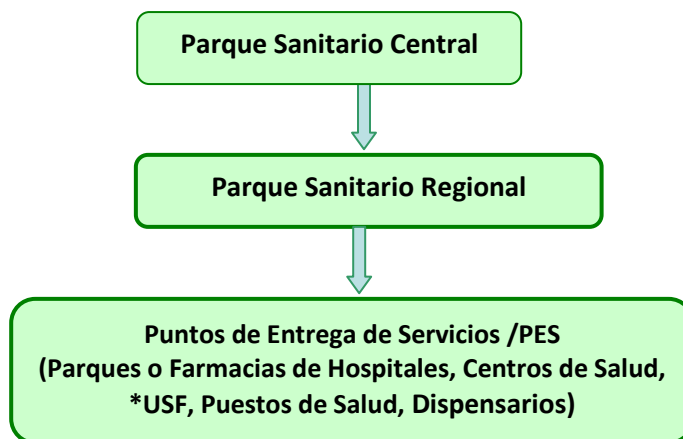 Parque Sanitario Central
Parque Sanitario Regional
Puntos de Entrega de Servicios /PES
(Parques o Farmacias de Hospitales, Centros de Salud,
*USF, Puestos de Salud, Dispensarios)